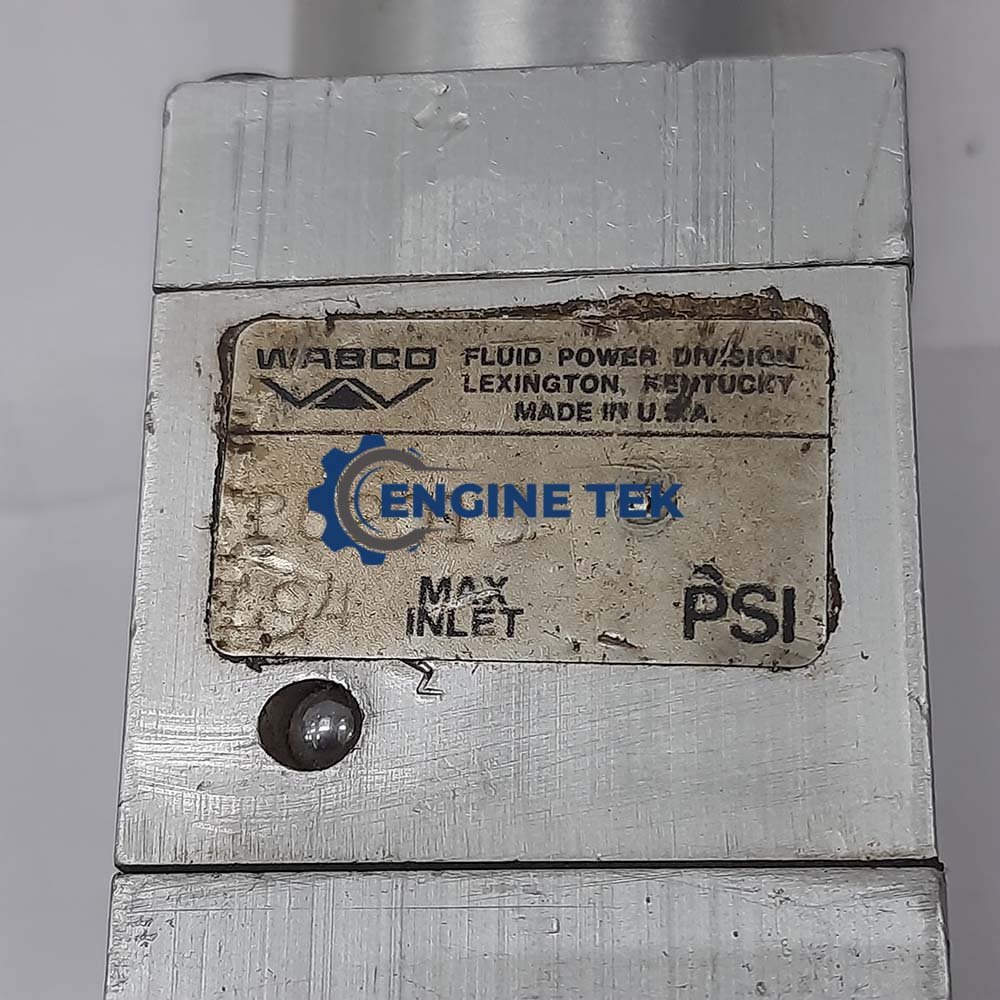 WABCO
FLUID POWER DIVISION
LEXINGTON, KENTUCKY
MADE IN U.S.A.
ENGINE TEK
MAX
INLET
PSI